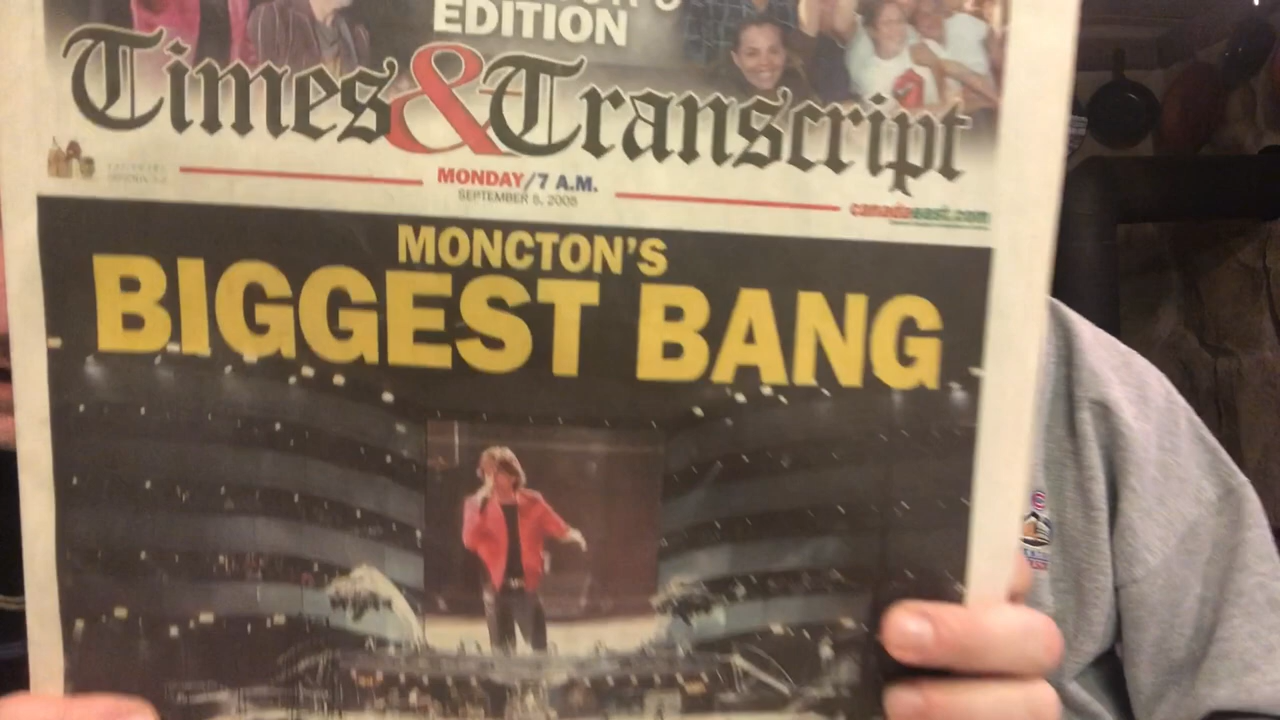 EDITION
Times&Transcript
MONDAY/7 A.M.
SEPTEMBER 5, 2005
canadaeast.com
MONCTON'S
BIGGEST BANG